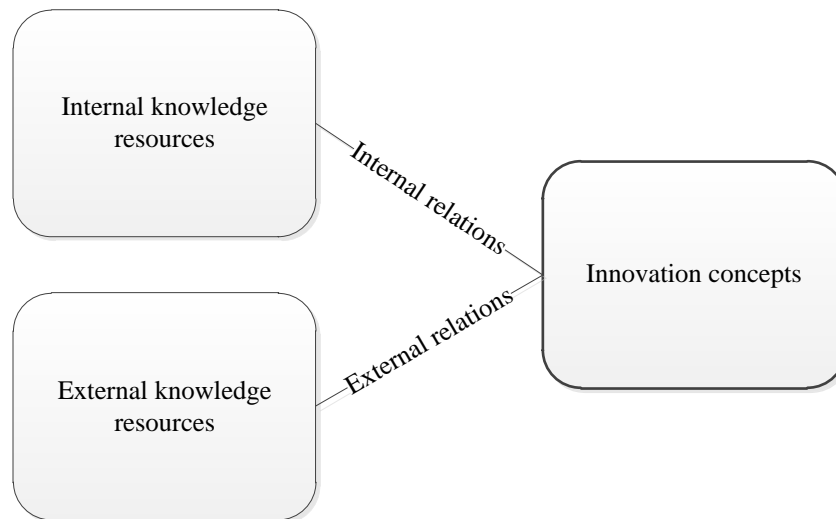 Internal knowledge
resources
Internal relations
Innovation concepts
External relations
External knowledge
resources